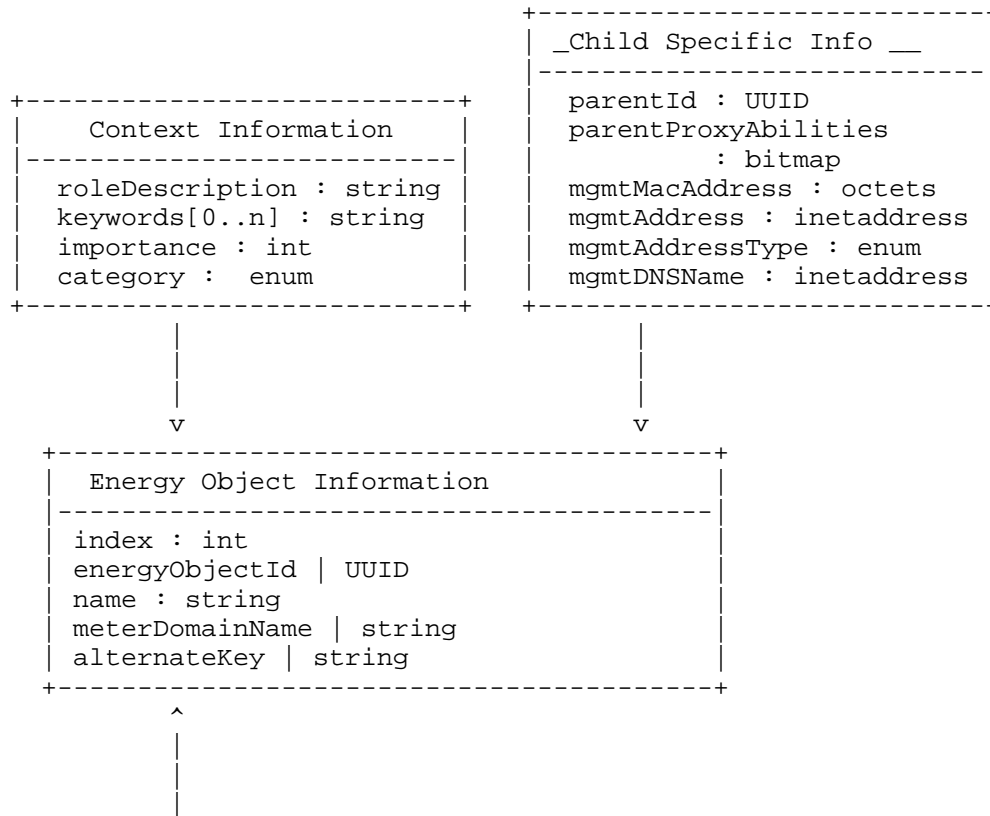 _Child Specific Info __
parentId : UUID
parentProxyAbilities
: bitmap
mgmtMacAddress : octets
mgmtAddress : inetaddress
mgmtAddressType : enum
mgmtDNSName : inetaddress
Context Information
roleDescription : string
keywords[0..n] : string
importance : int
category :  enum
v
v
Energy Object Information
index : int
energyObjectId | UUID
name : string
meterDomainName | string
alternateKey | string
^